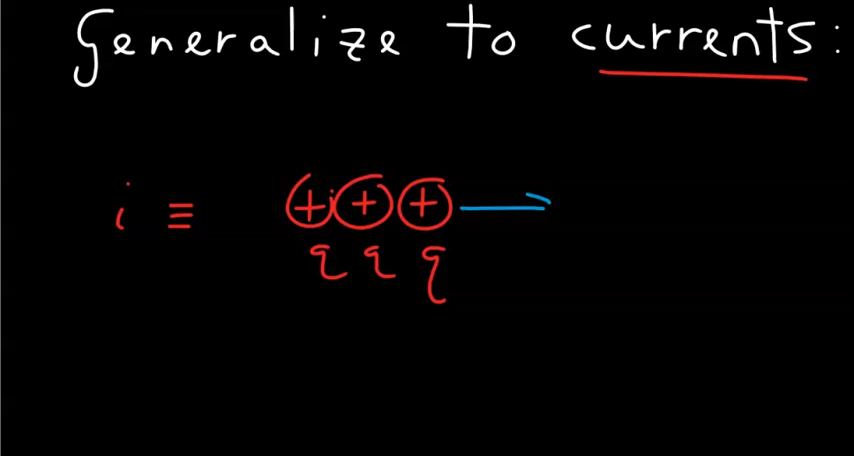 Generalize to currents:
i ≡ + + +
q q q